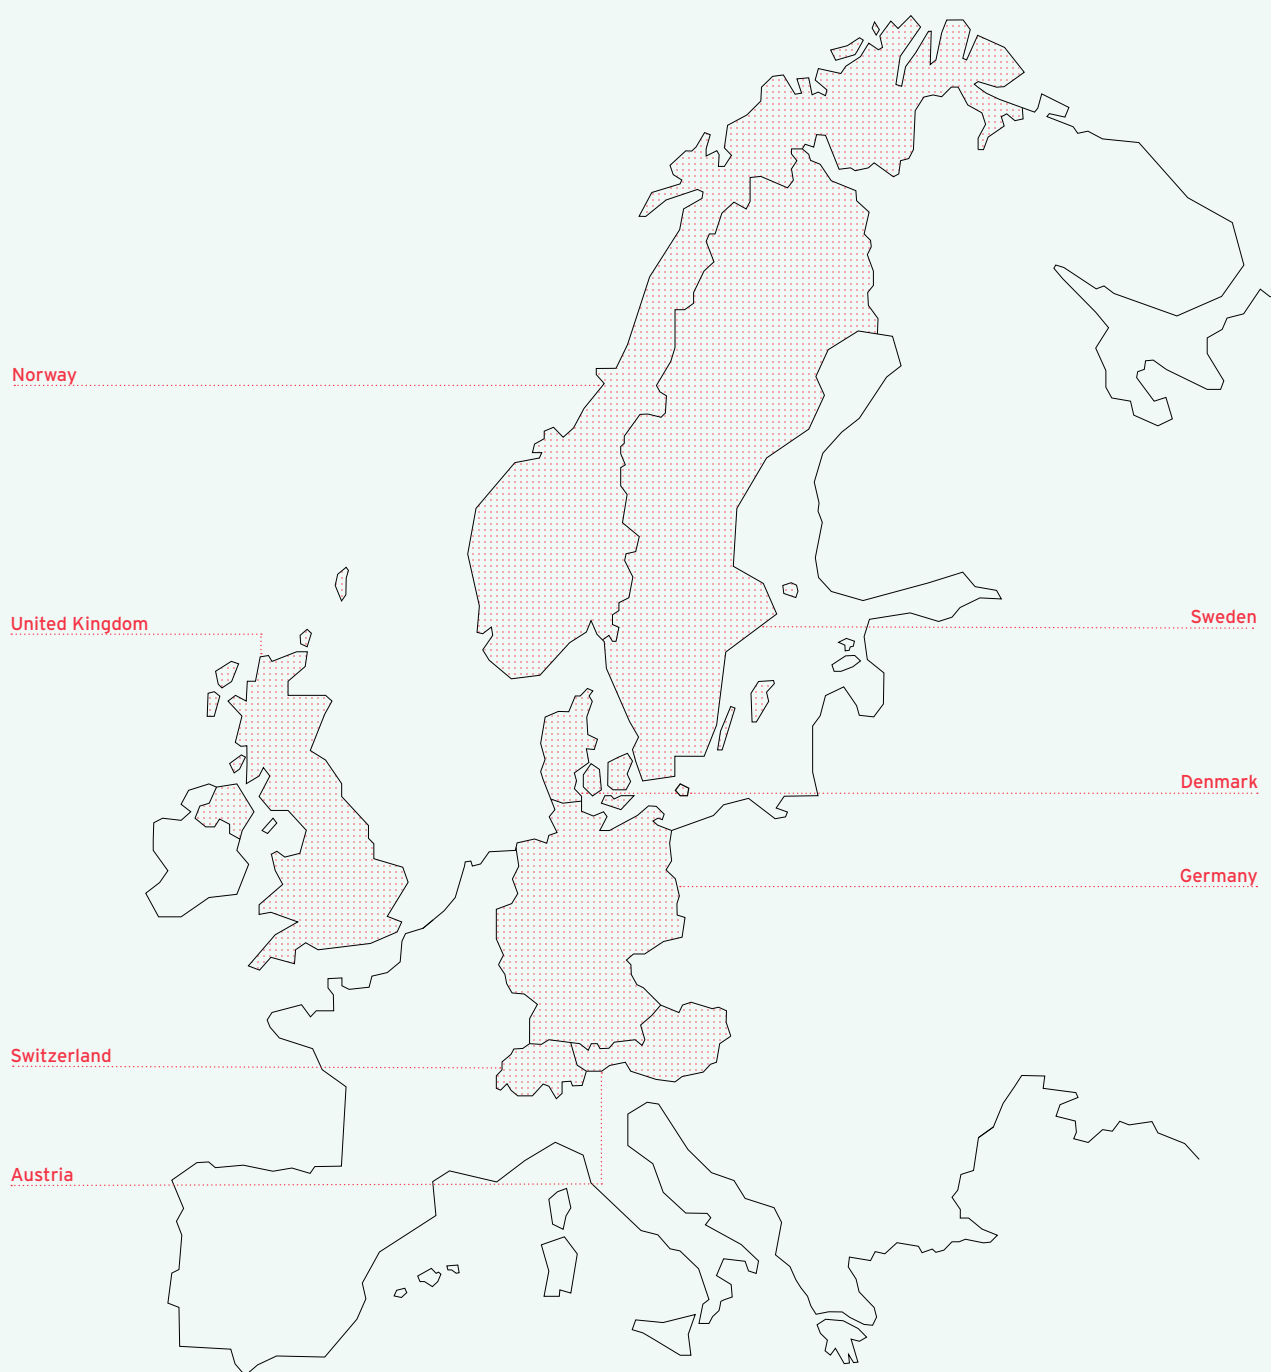 Norway
United Kingdom
Sweden
Denmark
Germany
Switzerland
Austria